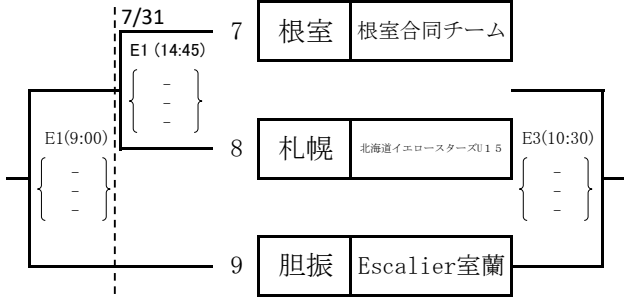 7/31
7 根室 根室合同チーム
E1 (14:45)
-
-
-
E1(9:00)
8 札幌 北海道イエロースターズU15
E3(10:30)
-
-
-
-
-
-
9 胆振 Escalier室蘭